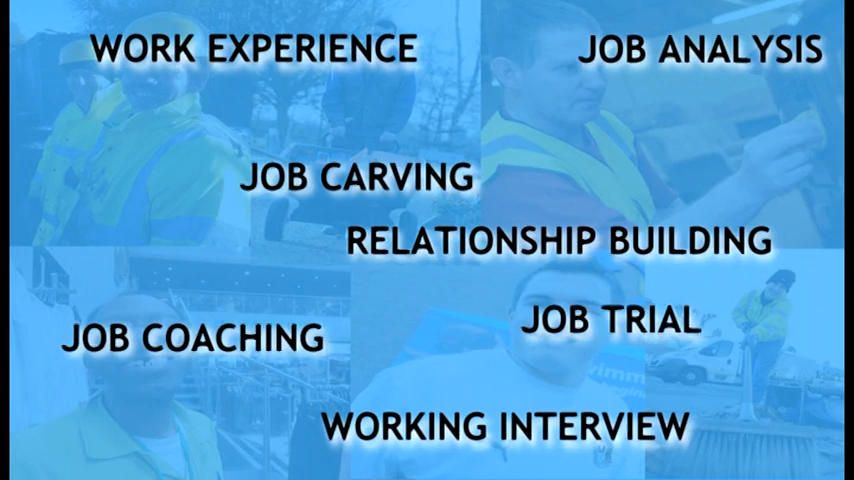 WORK EXPERIENCE
JOB ANALYSIS
JOB CARVING
RELATIONSHIP BUILDING
JOB TRIAL
JOB COACHING
WORKING INTERVIEW